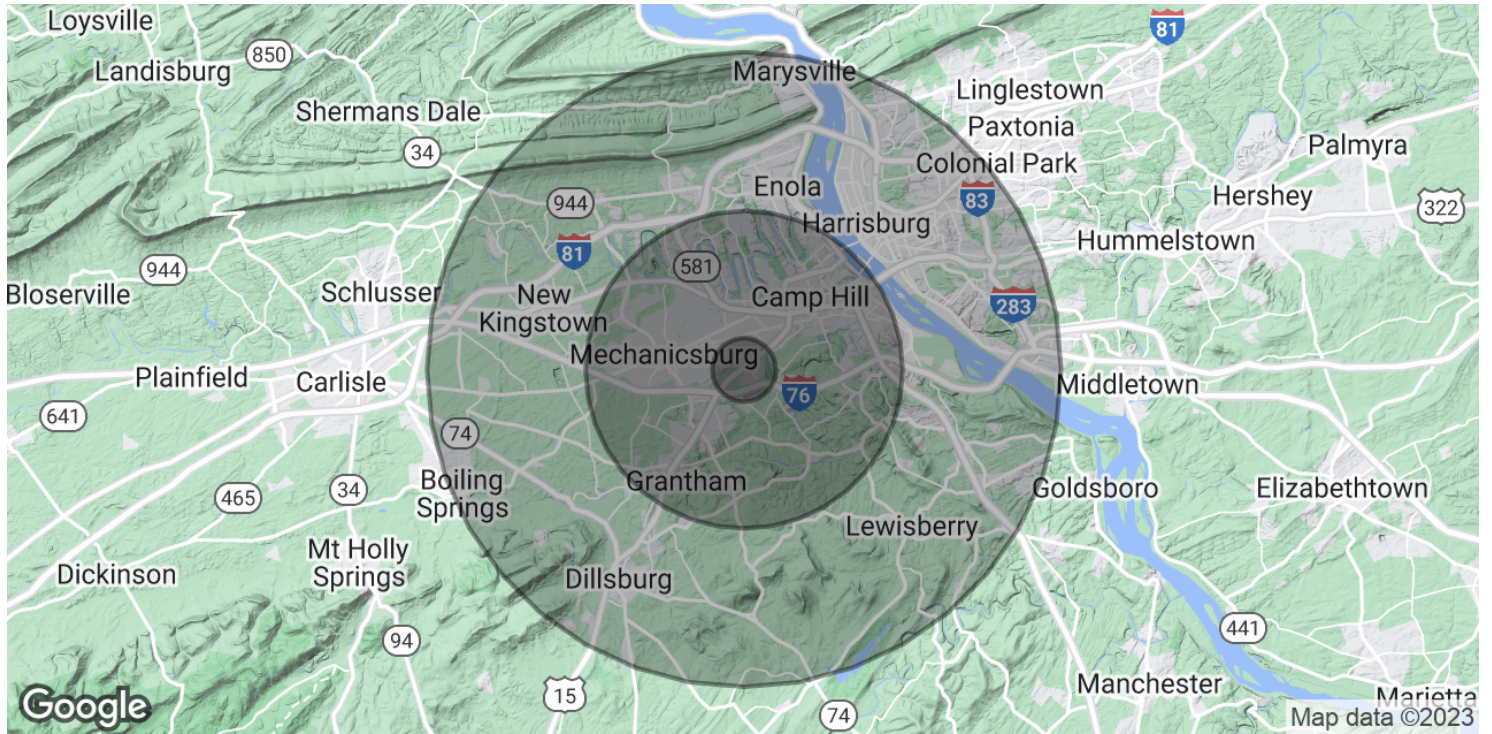 Loysville
81
850
Landisburg
Marysville
Linglestown
Shermans Dale
Paxtonia
34
Palmyra
Colonial Park
Enola
Hershey
944
83
322
Harrisburg
Hummelstown
81
944
581
Bloserville
Schlusser
New
Kingstown
Camp Hill
283
Mechanicsburg
Plainfield
Carlisle
76
Middletown
641
74
Boiling
Springs
Grantham
465
34
Goldsboro
Elizabethtown
Lewisberry
Mt Holly
Springs
Dickinson
Dillsburg
441
94
Manchester
15
Marietta
Google
74
Map data ©2023